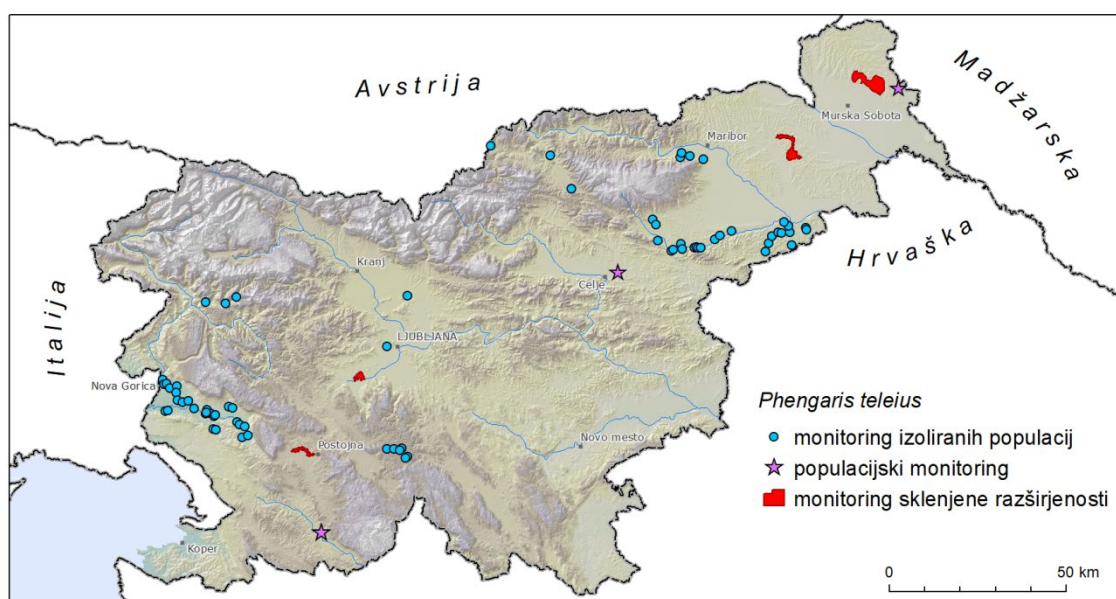 Avstrija
Madžarska
Murska Sobota
Maribor
Hrvaška
Kranj
Celje
Italija
LJUBLJANA
Nova Gorica
Phengaris teleius
monitoring izoliranih populacij
Postojna
Novo mesto
populacijski monitoring
monitoring sklenjene razširjenosti
Koper
0 50 km